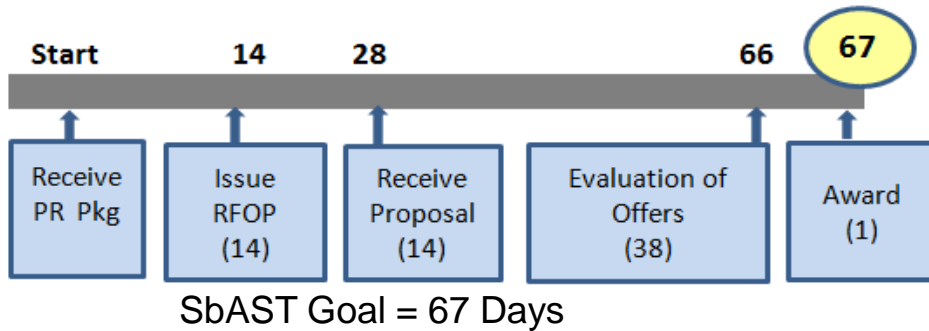 Start 14 28 66 67
Receive
PR Pkg
Issue
RFOP
(14)
Receive
Proposal
(14)
Evaluation of
Offers
(38)
Award
(1)
SbAST Goal = 67 Days